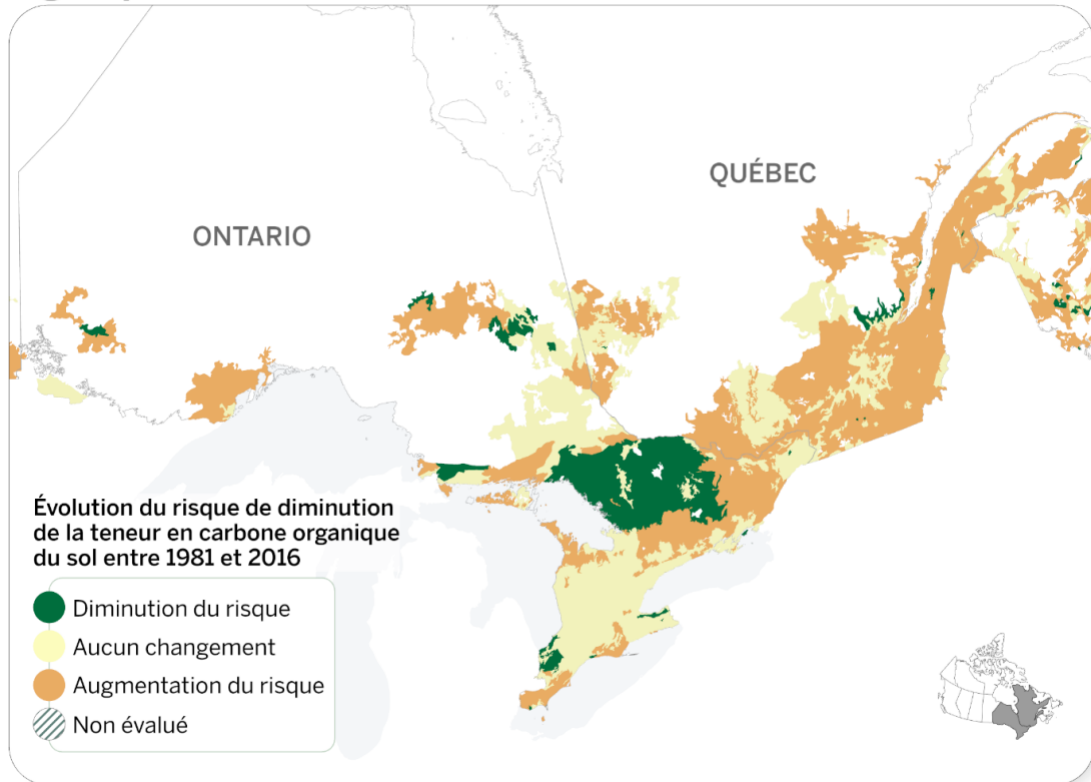 QUÉBEC
ONTARIO
Évolution du risque de diminution
de la teneur en carbone organique
du sol entre 1981 et 2016
Diminution du risque
Aucun changement
Augmentation du risque
Non évalué